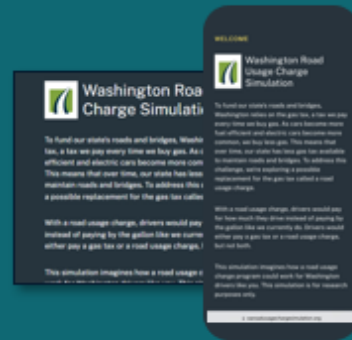 Washington Roa
Charge Simulati
To fund our state's roads and bridges, Washin
tax, a tax we pay every time we buy gas. As c
efficient and electric cars become more com
This means that over time, our state has less
maintain roads and bridges. To address this c
a possible replacement for the gas tax called
With a road usage charge, drivers would pay
instead of paying by the gallon like we curre
either pay a gas tax or a road usage charge,
This simulation imagines how a road usage c
WELCOME
Washington Road
Usage Charge
Simulation
To fund our state's roads and bridges,
Washington relies on the gas tax, a tax we pay
every time we buy gas. As cars become more
fuel efficient and electric cars become more
common, we buy less gas. This means that
over time, our state has less gas tax available
to maintain roads and bridges. To address this
challenge, we're exploring a possible
replacement for the gas tax called a road
usage charge.
With a road usage charge, drivers would pay
for how much they drive instead of paying by
the gallon like we currently do. Drivers would
either pay a gas tax or a road usage charge,
but not both.
This simulation imagines how a road usage
charge program could work for Washington
drivers like you. This simulation is for research
purposes only.